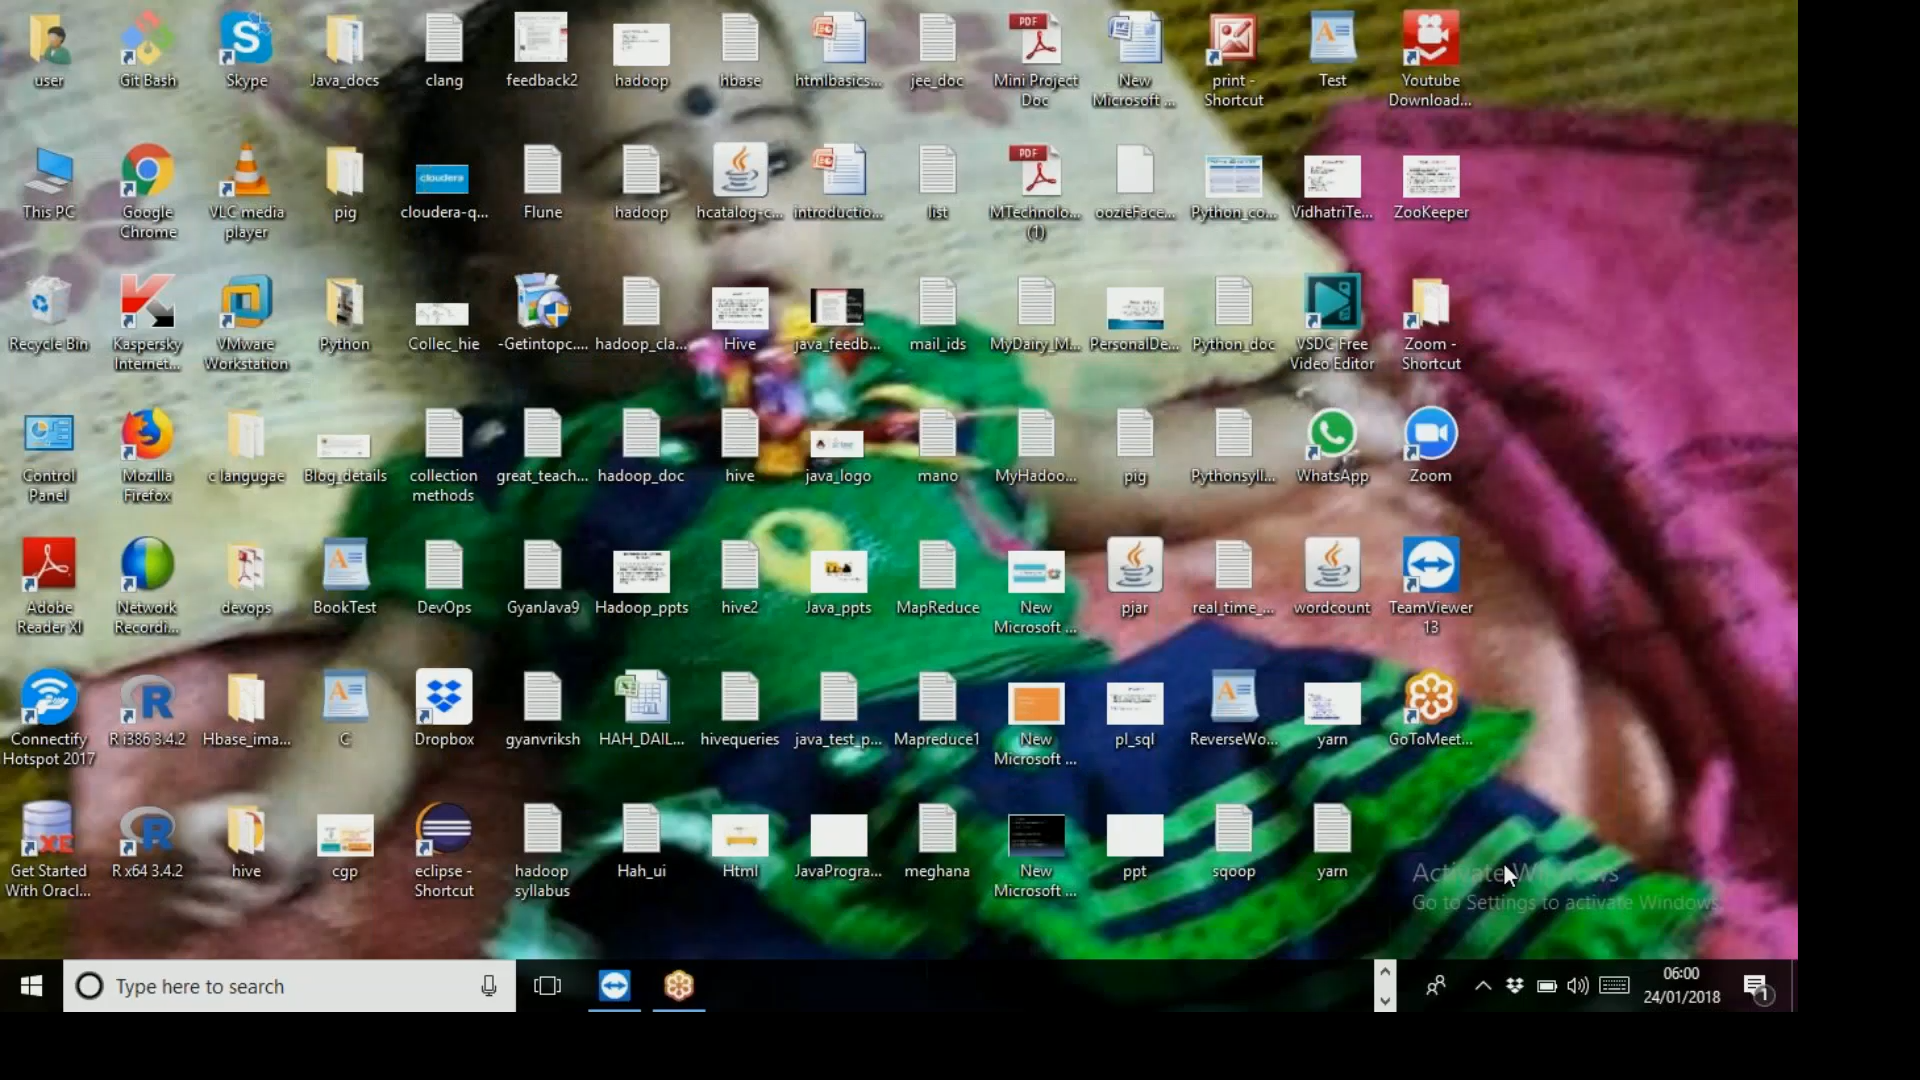 user
Git Bash
Skype
Java_docs
clang
feedback2
hadoop
hbase
htmlbasics...
jee_doc
Mini Project
Doc
New
Microsoft ...
print -
Shortcut
Test
Youtube
Download...
This PC
Google
Chrome
VLC media
player
pig
cloudera
cloudera-q...
Flune
hadoop
hcatalog-c...
introductio...
list
MTechnolo...
(1)
oozieFace...
Python_co...
VidhatriTe...
ZooKeeper
Recycle Bin
Kaspersky
Internet...
VMware
Workstation
Python
Collec_hie
-Getintopc....
hadoop_cla...
Hive
java_feedb...
mail_ids
MyDairy_M...
PersonalDe...
Python_doc
VSDC Free
Video Editor
Zoom -
Shortcut
Control
Panel
Mozilla
Firefox
c langugae
Blog_details
collection
methods
great_teach...
hadoop_doc
hive
java_logo
mano
MyHadoo...
pig
Pythonsyll...
WhatsApp
Zoom
Adobe
Reader XI
Network
Recordi...
devops
BookTest
DevOps
GyanJava9
Hadoop_ppts
hive2
Java_ppts
MapReduce
New
Microsoft ...
pjar
real_time_...
wordcount
TeamViewer
13
Connectify
Hotspot 2017
R i386 3.4.2
Hbase_ima...
C
Dropbox
gyanvriksh
HAH_DAIL...
hivequeries
java_test_p...
Mapreduce1
New
Microsoft ...
pl_sql
ReverseWo...
yarn
GoToMeet...
Get Started
With Oracl...
R x64 3.4.2
hive
cgp
eclipse -
Shortcut
hadoop
syllabus
Hah_ui
Html
JavaProgra...
meghana
New
Microsoft ...
ppt
sqoop
yarn
Activate Windows
Go to Settings to activate Windows.
Type here to search
06:00
24/01/2018
1